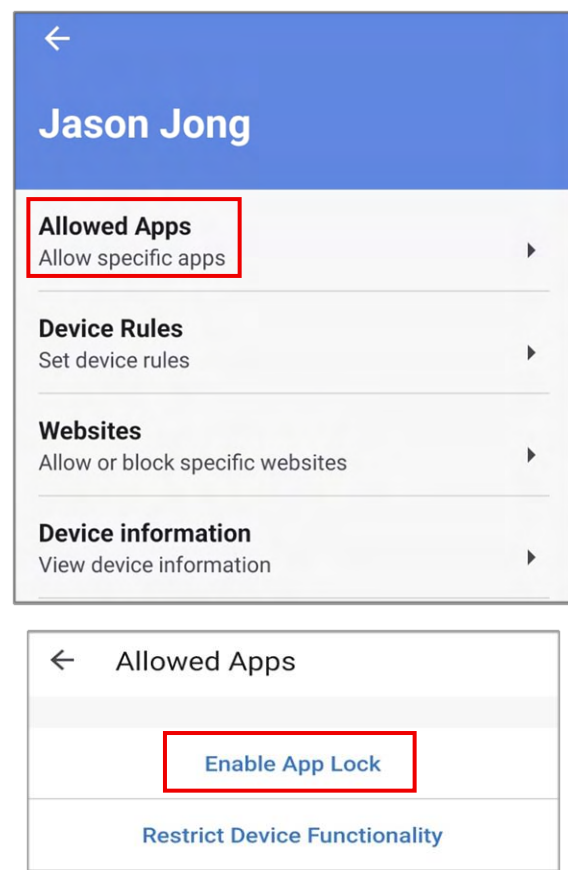 Jason Jong
Allowed Apps
Allow specific apps
Device Rules
Set device rules
Websites
Allow or block specific websites
Device information
View device information
Allowed Apps
Enable App Lock
Restrict Device Functionality